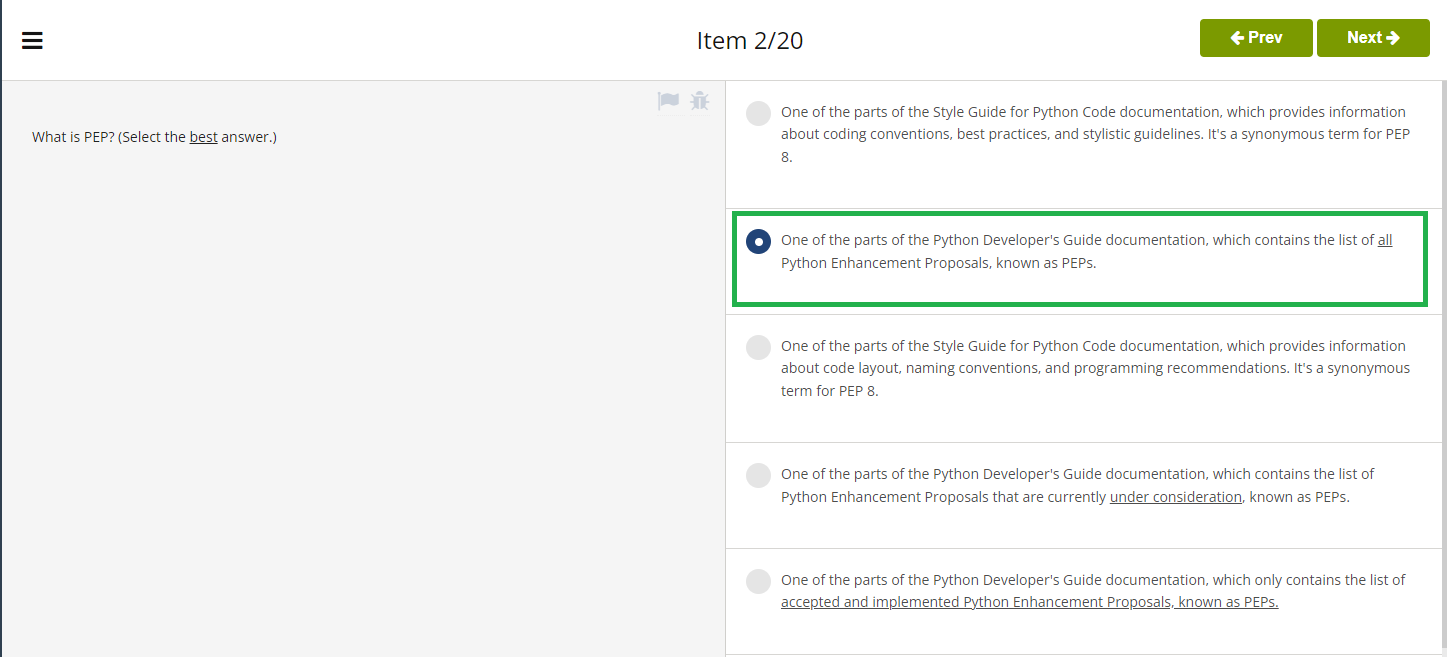 Item 2/20
Prev
Next
What is PEP? (Select the best answer.)
One of the parts of the Style Guide for Python Code documentation, which provides information
about coding conventions, best practices, and stylistic guidelines. It's a synonymous term for PEP
8.
One of the parts of the Python Developer's Guide documentation, which contains the list of all
Python Enhancement Proposals, known as PEPs.
One of the parts of the Style Guide for Python Code documentation, which provides information
about code layout, naming conventions, and programming recommendations. It's a synonymous
term for PEP 8.
One of the parts of the Python Developer's Guide documentation, which contains the list of
Python Enhancement Proposals that are currently under consideration, known as PEPs.
One of the parts of the Python Developer's Guide documentation, which only contains the list of
accepted and implemented Python Enhancement Proposals, known as PEPs.